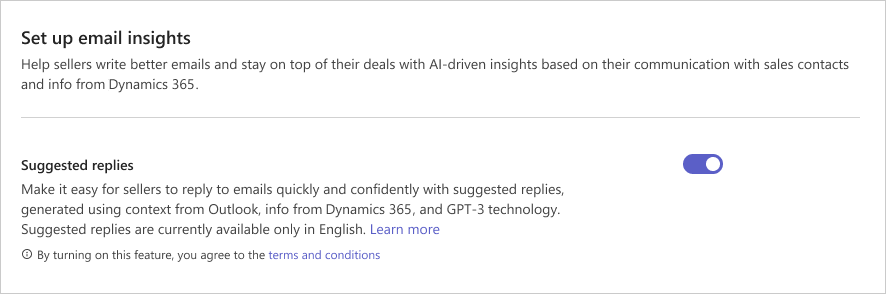 Set up email insights
Help sellers write better emails and stay on top of their deals with AI-driven insights based on their communication with sales contacts
and info from Dynamics 365.
Suggested replies
Make it easy for sellers to reply to emails quickly and confidently with suggested replies,
generated using context from Outlook, info from Dynamics 365, and GPT-3 technology.
Suggested replies are currently available only in English. Learn more
By turning on this feature, you agree to the terms and conditions